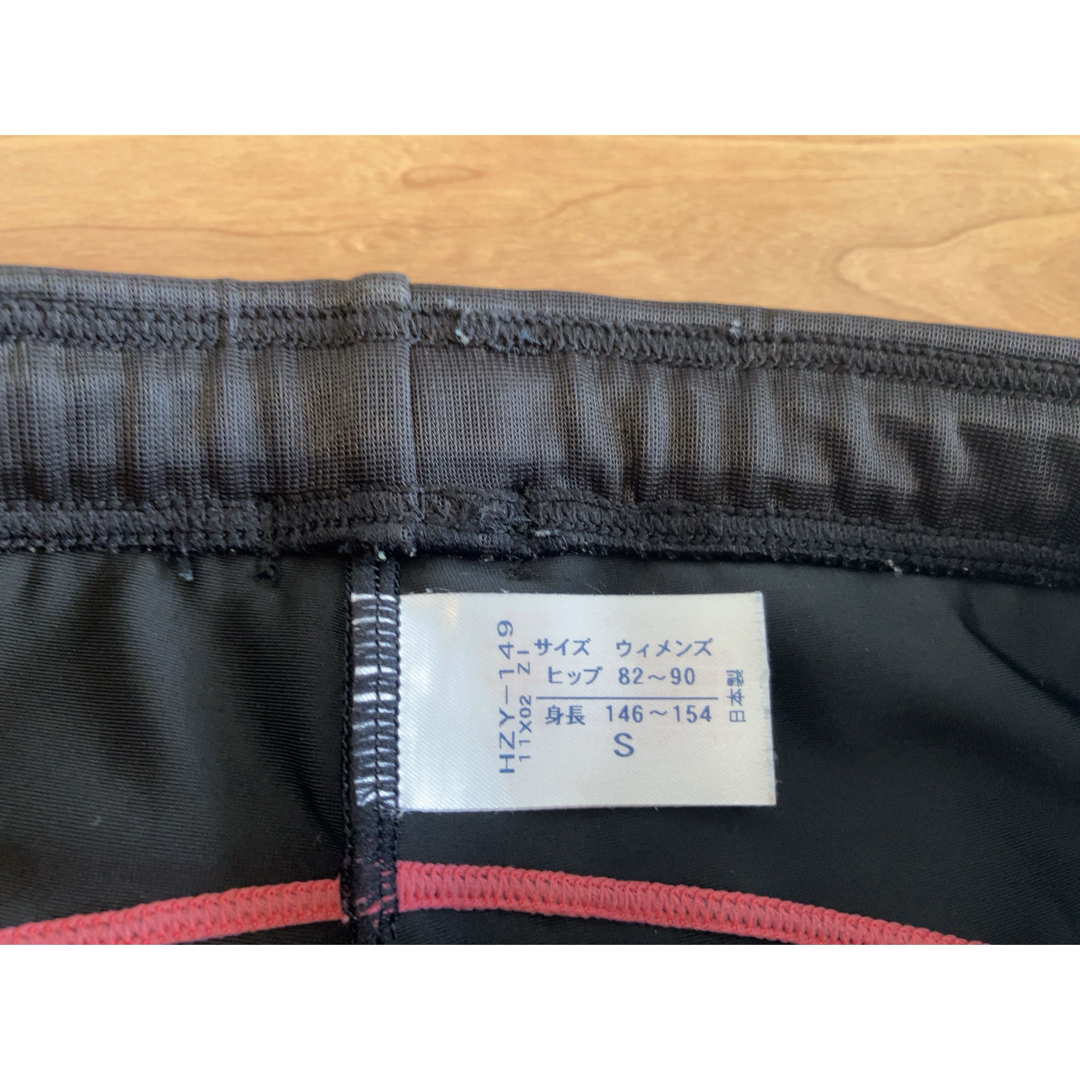 サイズ ウィメンズ
ヒップ 82～90
身長 146～154
S
HZY-149
11X02 ZI
日本製